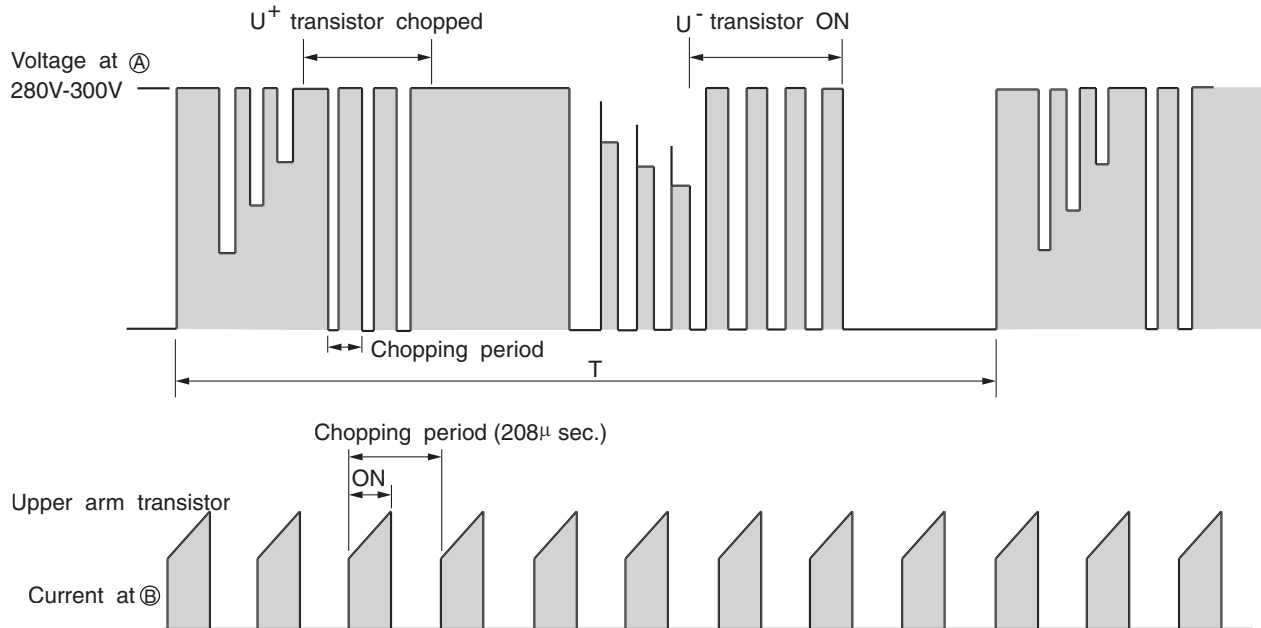 U+ transistor chopped
U- transistor ON
Voltage at Ⓐ
280V-300V
Chopping period
T
Chopping period (208μ sec.)
ON
Upper arm transistor
Current at Ⓑ